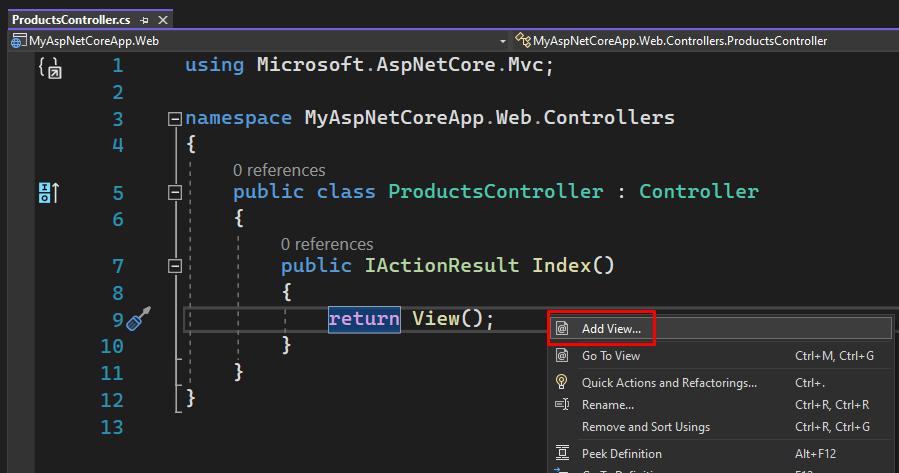 ProductsController.cs
MyAspNetCoreApp.Web MyAspNetCoreApp.Web.Controllers.ProductsController
1 using Microsoft.AspNetCore.Mvc;
2
3 namespace MyAspNetCoreApp.Web.Controllers
4 {
0 references
5 public class ProductsController : Controller
6 {
0 references
7 public IActionResult Index()
8 {
9 return View();
10 }
11 }
12 }
13
Add View...
Go To View Ctrl+M, Ctrl+G
Quick Actions and Refactorings... Ctrl+.
Rename... Ctrl+R, Ctrl+R
Remove and Sort Usings Ctrl+R, Ctrl+G
Peek Definition Alt+F12